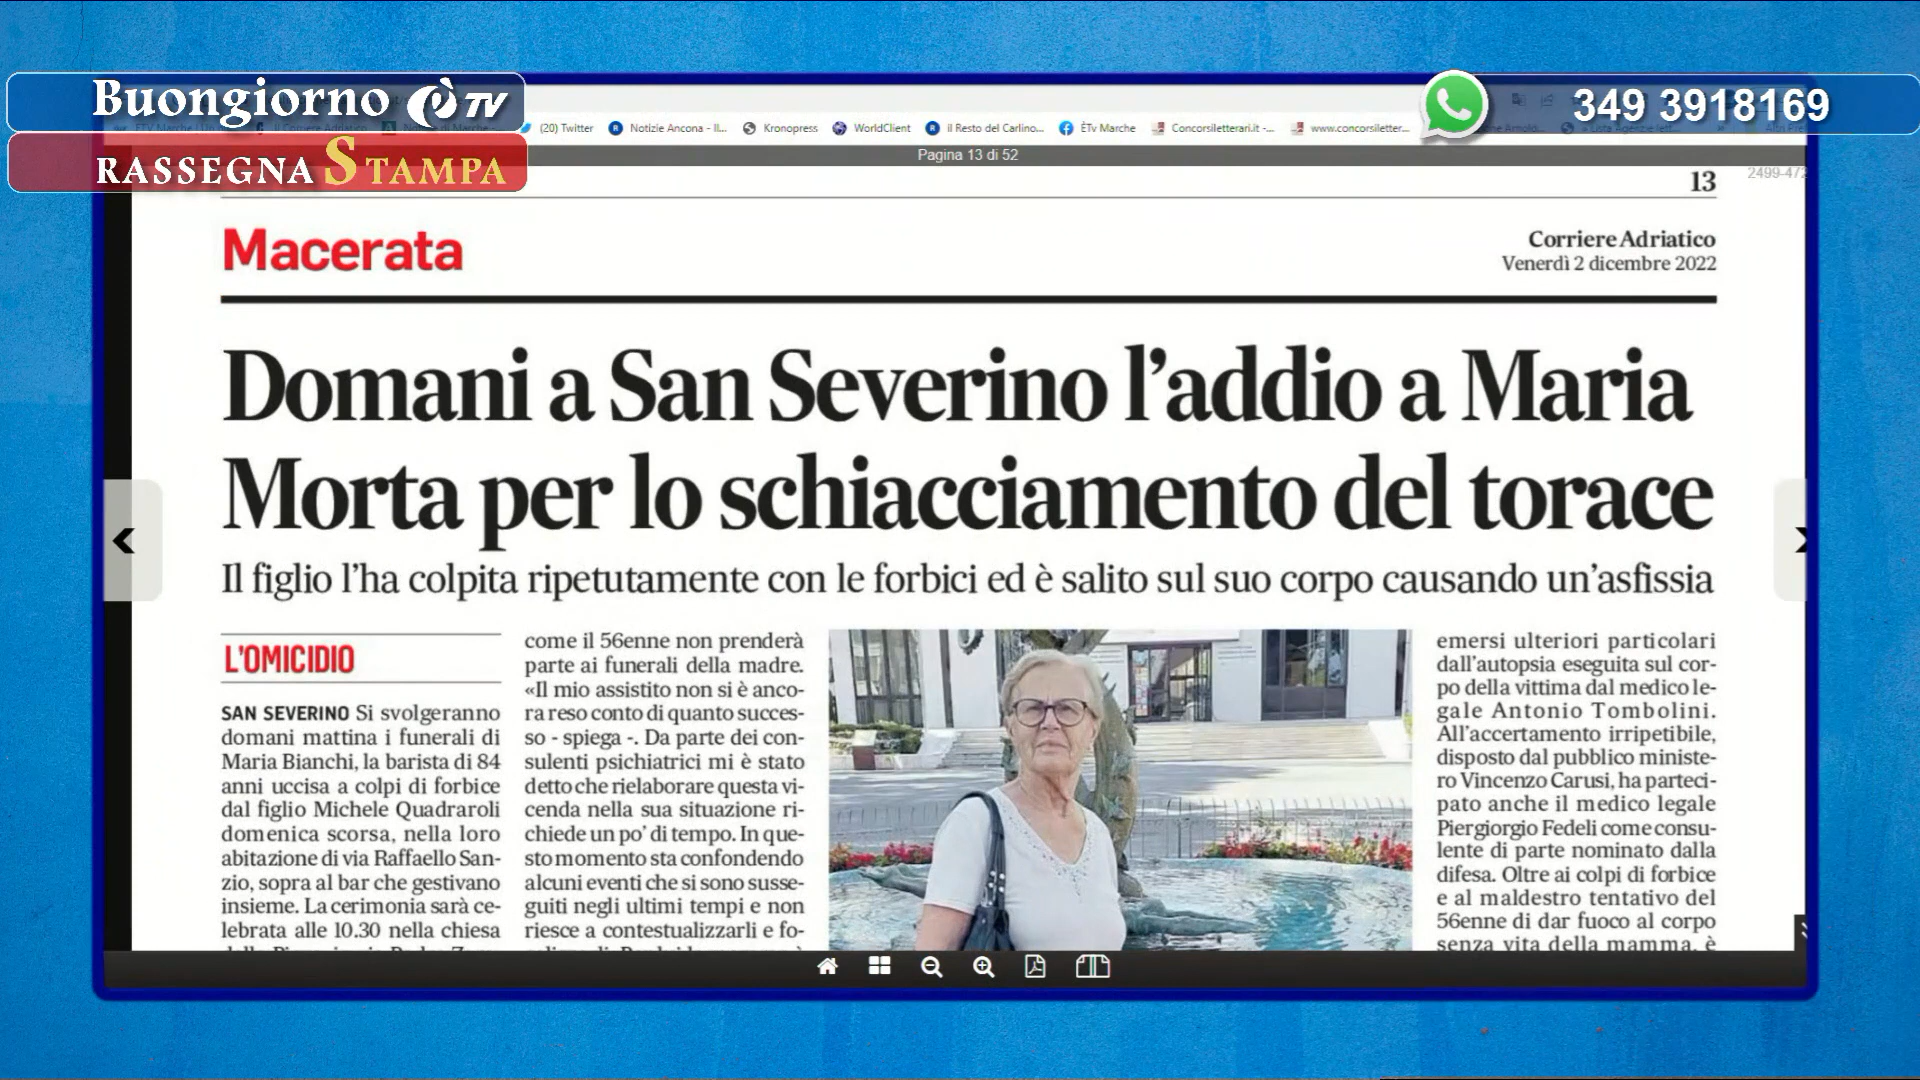 Buongiorno èTV
RASSEGNA STAMPA
349 3918169
(20) Twitter
Notizie Ancona - Il...
Kronopress
WorldClient
il Resto del Carlino...
ÈTv Marche
Concorsiletterari.it -...
www.concorsiletter...
Pagina 13 di 52
2499-472
13
Macerata
Corriere Adriatico
Venerdì 2 dicembre 2022
Domani a San Severino l'addio a Maria
Morta per lo schiacciamento del torace
Il figlio l'ha colpita ripetutamente con le forbici ed è salito sul suo corpo causando un'asfissia
L'OMICIDIO
SAN SEVERINO Si svolgeranno
domani mattina i funerali di
Maria Bianchi, la barista di 84
anni uccisa a colpi di forbice
dal figlio Michele Quadraroli
domenica scorsa, nella loro
abitazione di via Raffaello San-
zio, sopra al bar che gestivano
insieme. La cerimonia sarà ce-
lebrata alle 10.30 nella chiesa
come il 56enne non prenderà
parte ai funerali della madre.
«Il mio assistito non si è anco-
ra reso conto di quanto succes-
so - spiega -. Da parte dei con-
sulenti psichiatrici mi è stato
detto che rielaborare questa vi-
cenda nella sua situazione ri-
chiede un po' di tempo. In que-
sto momento sta confondendo
alcuni eventi che si sono susse-
guiti negli ultimi tempi e non
riesce a contestualizzarli e fo-
emersi ulteriori particolari
dall'autopsia eseguita sul cor-
po della vittima dal medico le-
gale Antonio Tombolini.
All'accertamento irripetibile,
disposto dal pubblico ministe-
ro Vincenzo Carusi, ha parteci-
pato anche il medico legale
Piergiorgio Fedeli come consu-
lente di parte nominato dalla
difesa. Oltre ai colpi di forbice
e al maldestro tentativo del
56enne di dar fuoco al corpo
senza vita della mamma, è